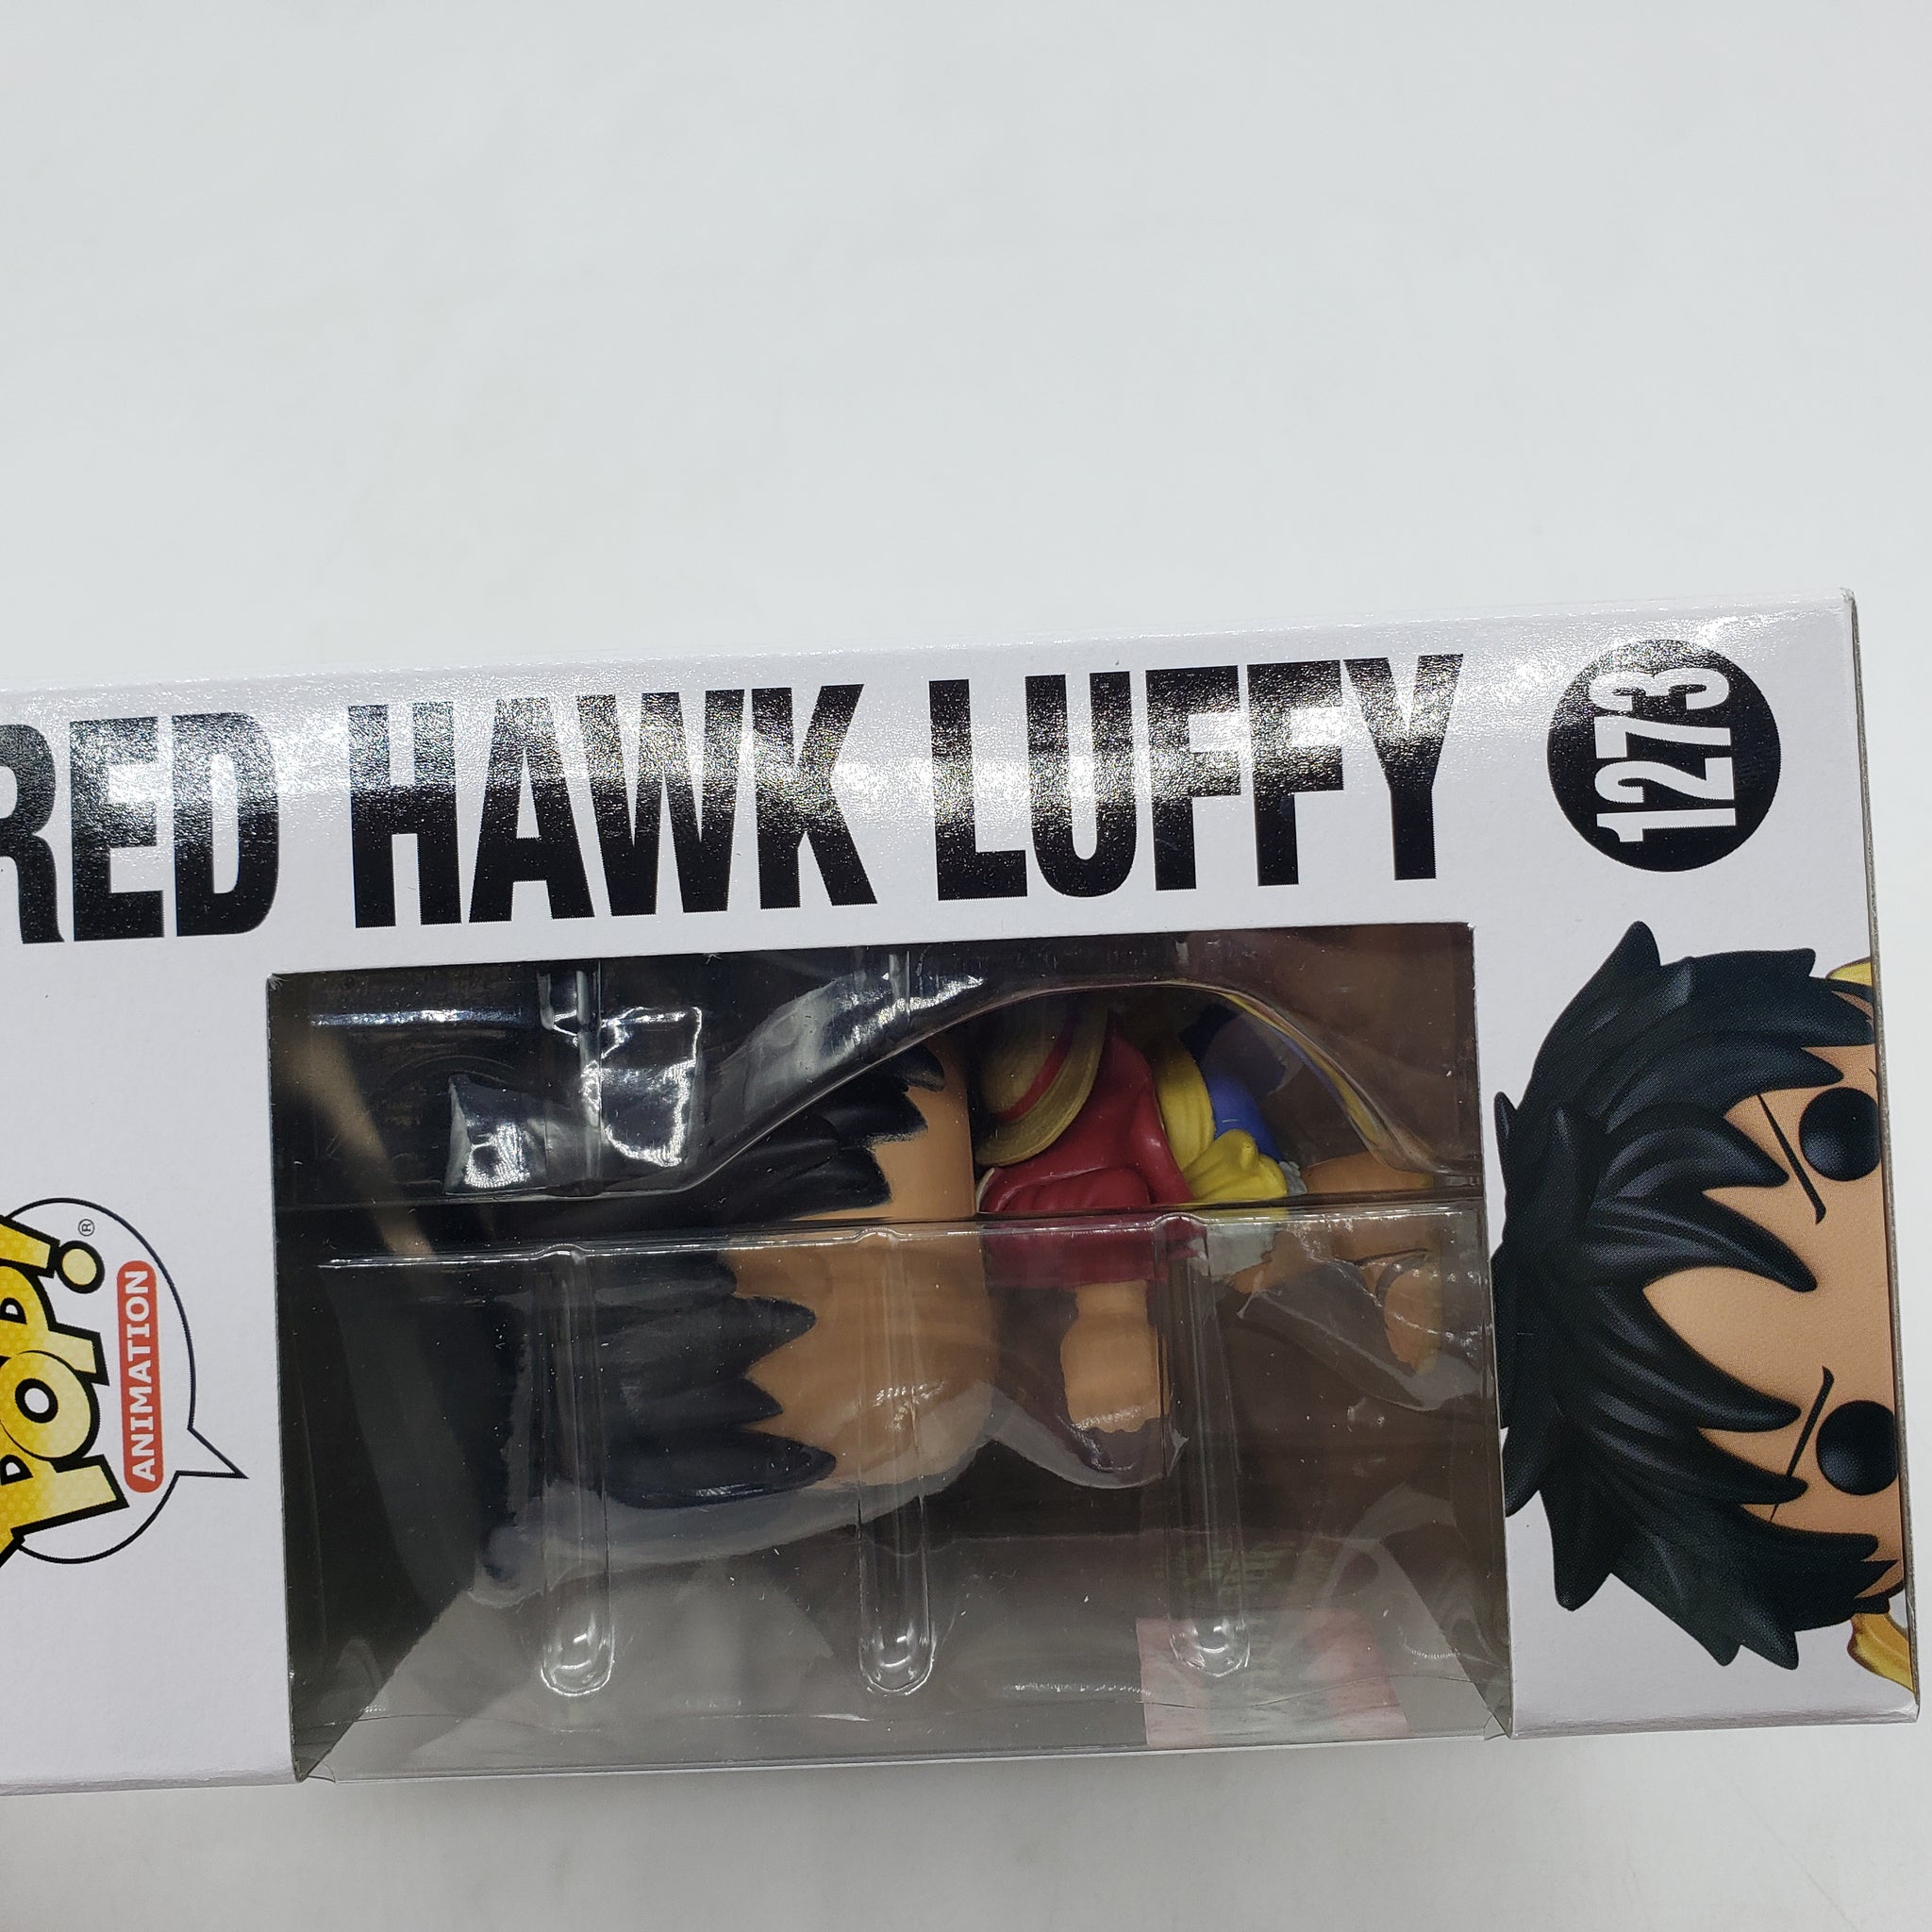 RED HAWK LUFFY
1273
POP!®
ANIMATION